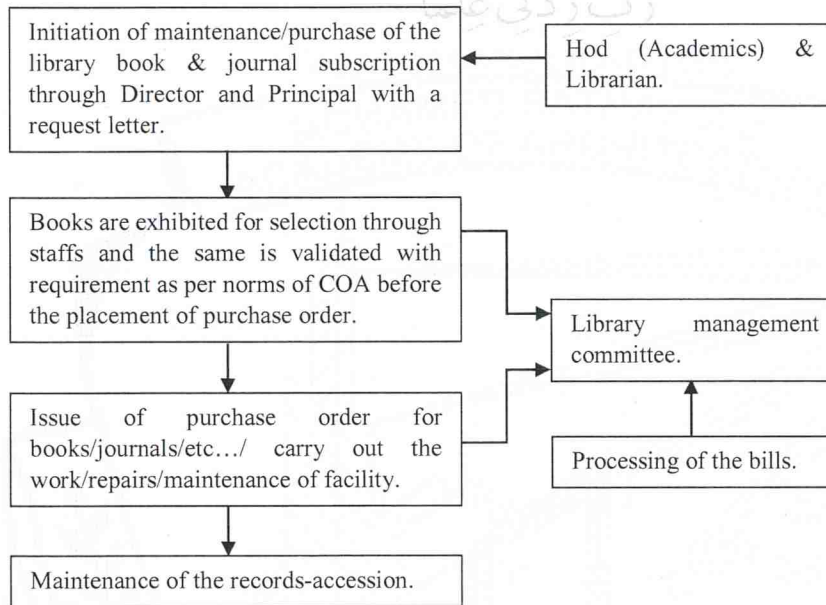 رب زدني علما
Initiation of maintenance/purchase of the
library book & journal subscription
through Director and Principal with a
request letter.
Hod (Academics) &
Librarian.
Books are exhibited for selection through
staffs and the same is validated with
requirement as per norms of COA before
the placement of purchase order.
Library management
committee.
Issue of purchase order for
books/journals/etc…/ carry out the
work/repairs/maintenance of facility.
Processing of the bills.
Maintenance of the records-accession.